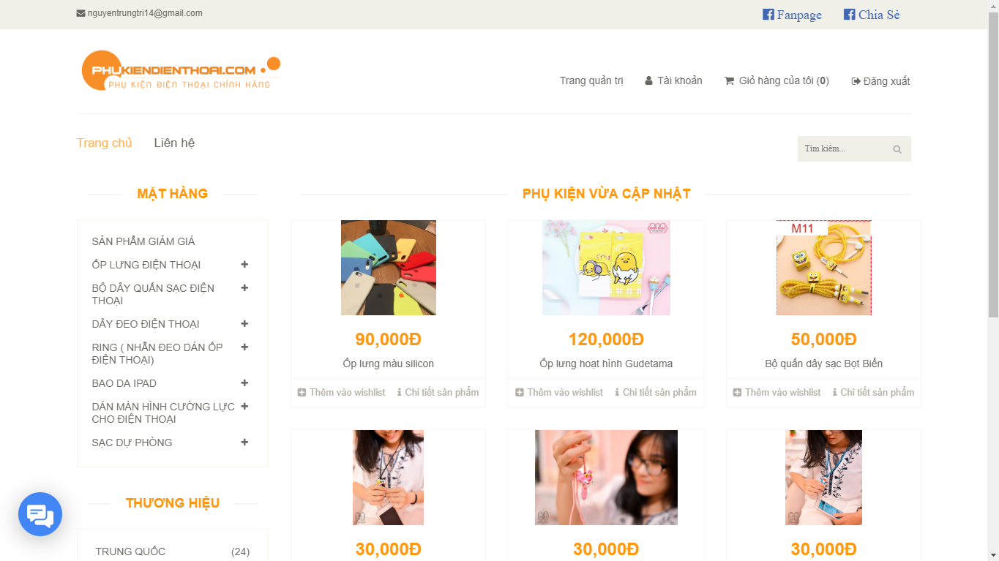 nguyentrungtri14@gmail.com
Fanpage
Chia Sẻ
PHUKIENDIENTHOAI.COM
PHỤ KIỆN ĐIỆN THOẠI CHÍNH HÃNG
Trang quản trị
Tài khoản
Giỏ hàng của tôi (0)
Đăng xuất
Trang chủ
Liên hệ
Tìm kiếm...
MẶT HÀNG
SẢN PHẨM GIẢM GIÁ
ỐP LƯNG ĐIỆN THOẠI
BỘ DÂY QUẤN SẠC ĐIỆN
THOẠI
DÂY ĐEO ĐIỆN THOẠI
RING ( NHẪN ĐEO DÁN ỐP
ĐIỆN THOẠI)
BAO DA IPAD
DÁN MÀN HÌNH CƯỜNG LỰC
CHO ĐIỆN THOẠI
SẠC DỰ PHÒNG
THƯƠNG HIỆU
TRUNG QUỐC (24)
PHỤ KIỆN VỪA CẬP NHẬT
M11
90,000Đ
120,000Đ
50,000Đ
Ốp lưng màu silicon
Ốp lưng hoạt hình Gudetama
Bộ quấn dây sạc Bọt Biển
Thêm vào wishlist
Chi tiết sản phẩm
Thêm vào wishlist
Chi tiết sản phẩm
Thêm vào wishlist
Chi tiết sản phẩm
30,000Đ
30,000Đ
30,000Đ